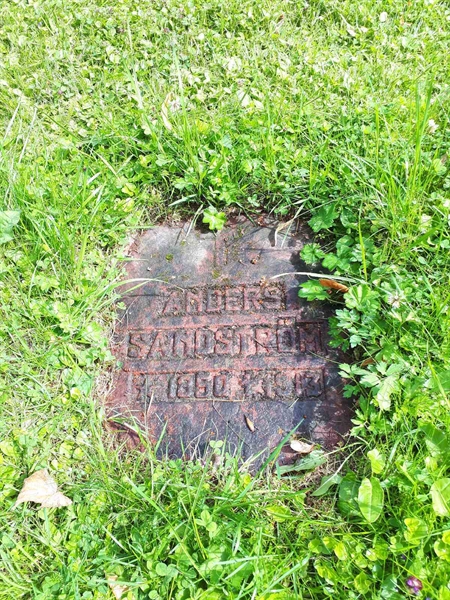 ANDERS
SANDSTRÖM
* 1860 † 1913